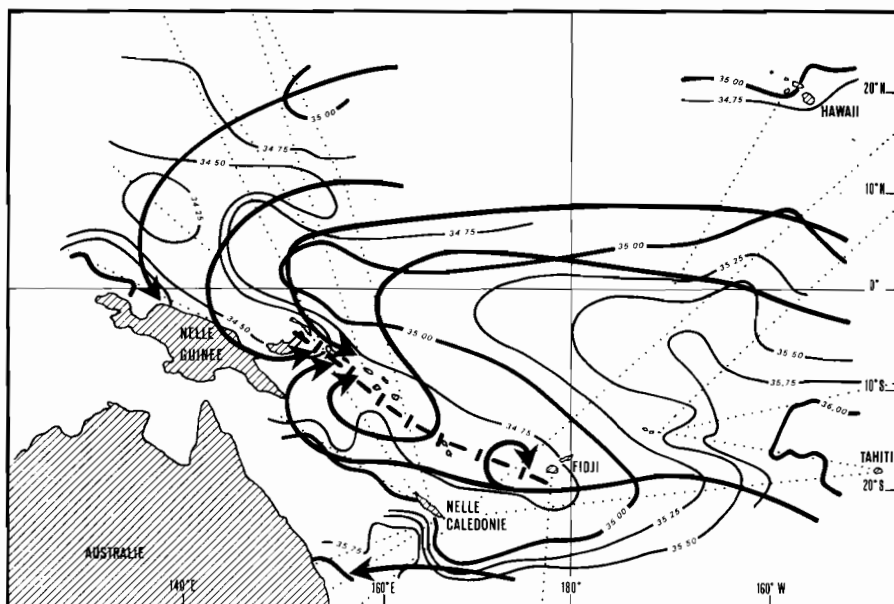 35.00
34.75
20°N
HAWAII
35.00
34.75
34.50
34.25
10°N
34.75
35.00
35.25
0°
34.50
NELLE
GUINEE
35.00
35.50
35.75
10°S
36.00
34.75
FIDJI
TAHITI
20°S
NELLE
CALEDONIE
35.00
35.25
35.50
35.75
AUSTRALIE
140°E
160°E
180°
160° W